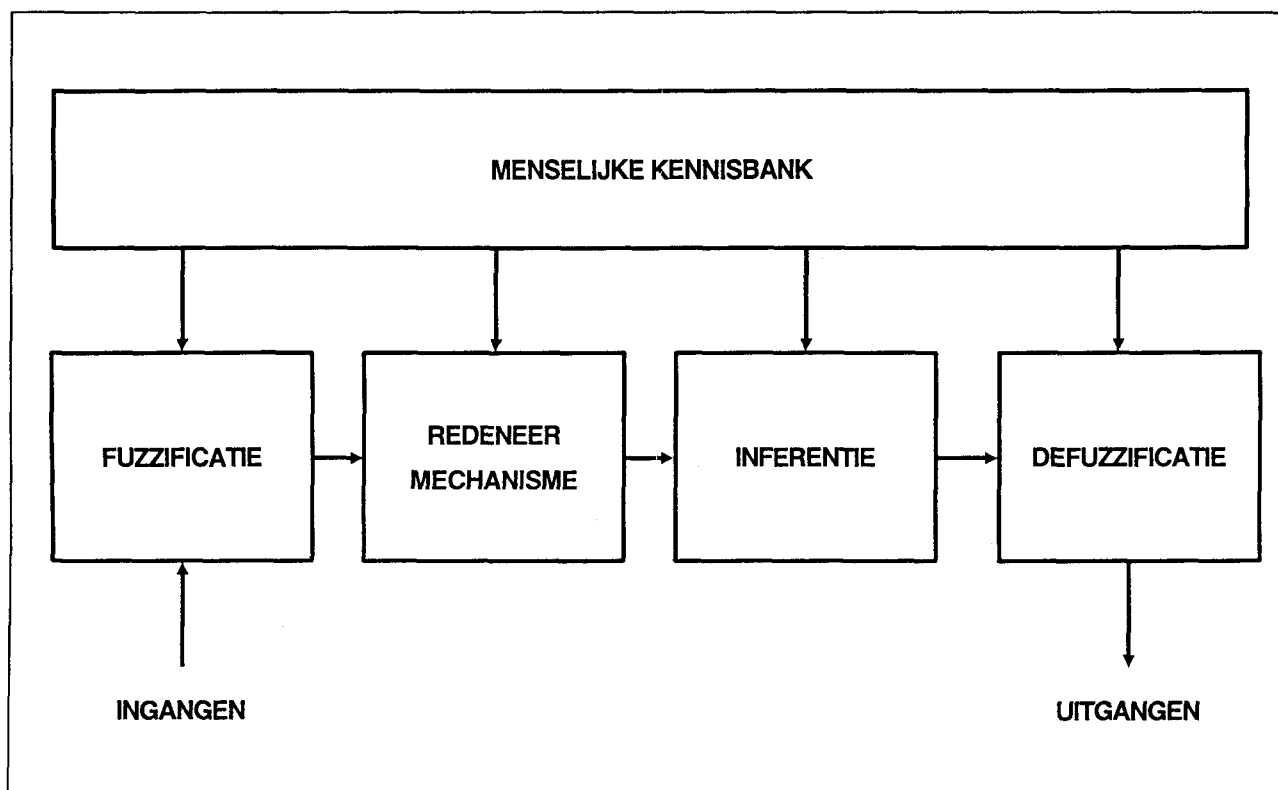 MENSELIJKE KENNISBANK
FUZZIFICATIE
REDENEER
MECHANISME
INFERENTIE
DEFUZZIFICATIE
INGANGEN
UITGANGEN